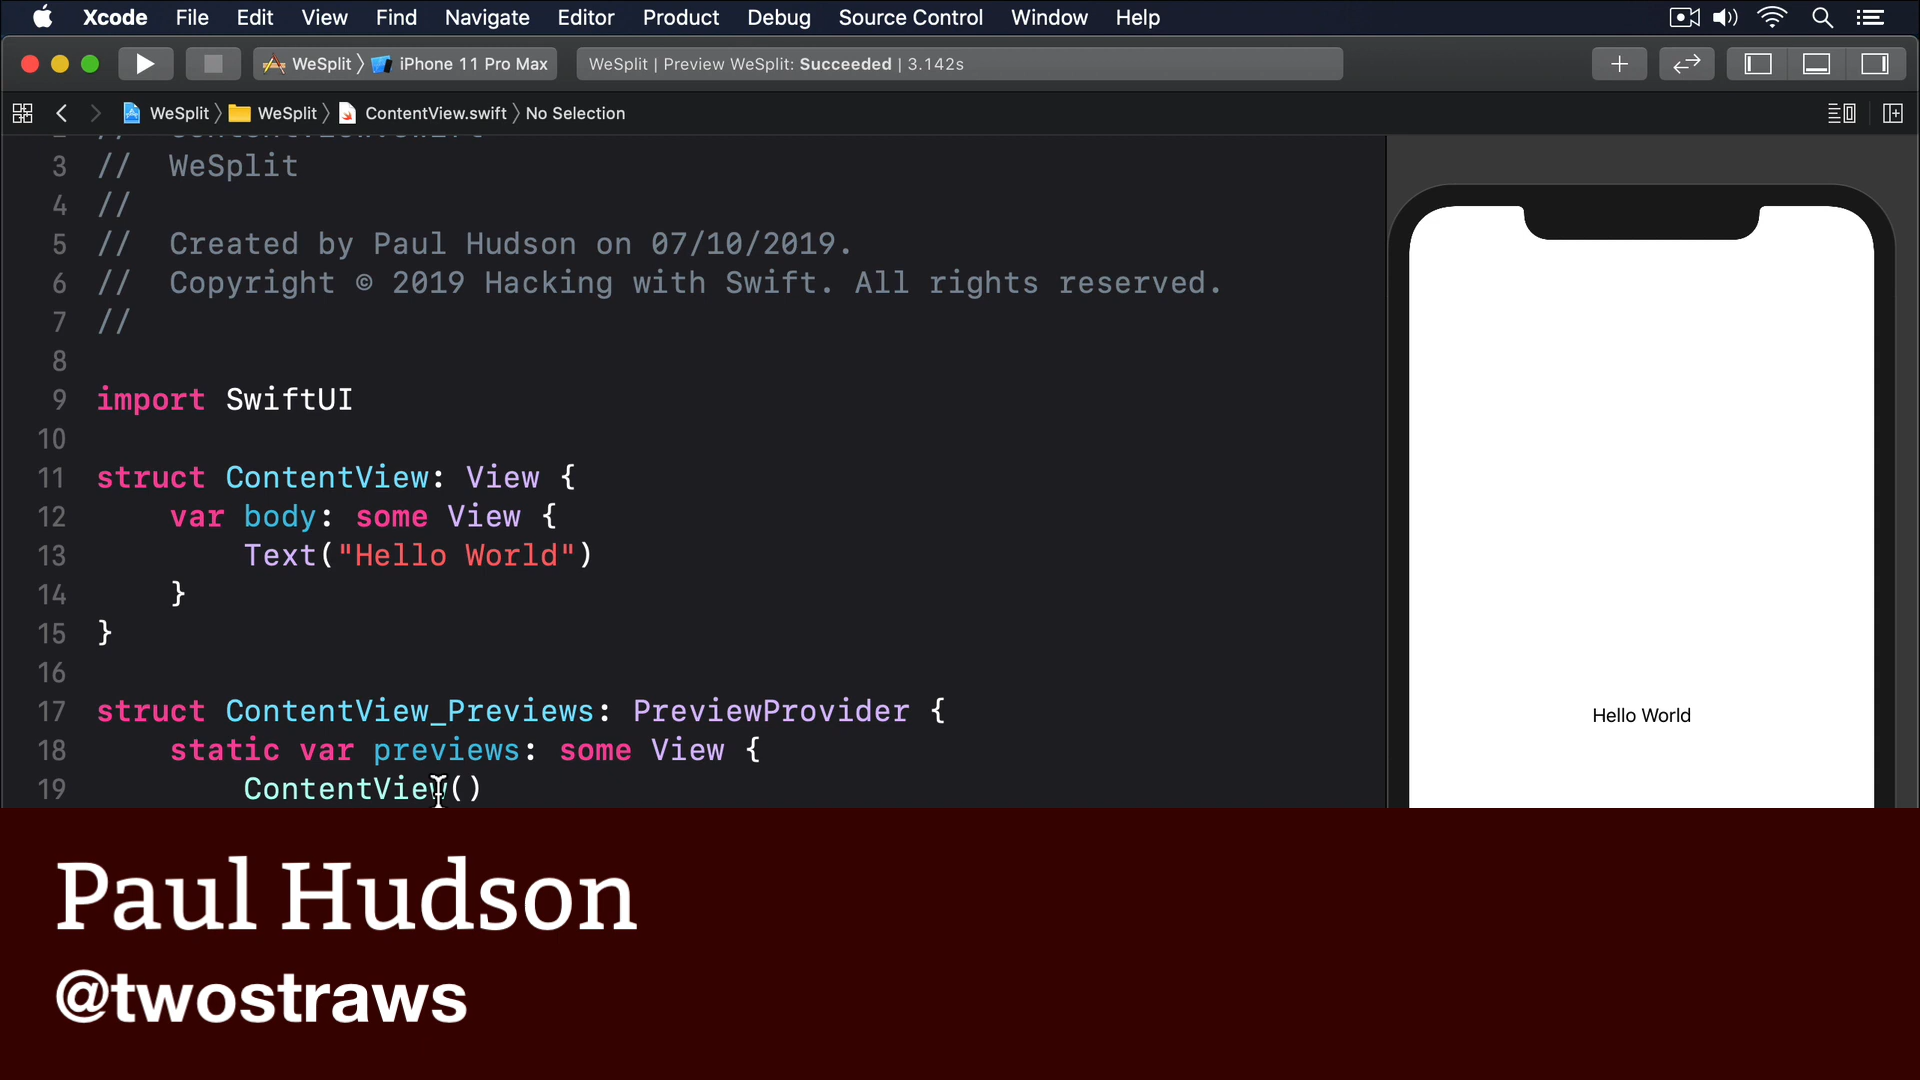 Xcode File Edit View Find Navigate Editor Product Debug Source Control Window Help
WeSplit iPhone 11 Pro Max WeSplit | Preview WeSplit: Succeeded | 3.142s
WeSplit WeSplit ContentView.swift No Selection
3 // WeSplit
4 //
5 // Created by Paul Hudson on 07/10/2019.
6 // Copyright © 2019 Hacking with Swift. All rights reserved.
7 //
8
9 import SwiftUI
10
11 struct ContentView: View {
12 var body: some View {
13 Text("Hello World")
14 }
15 }
16
17 struct ContentView_Previews: PreviewProvider {
18 static var previews: some View {
19 ContentView()
Hello World
Paul Hudson
@twostraws